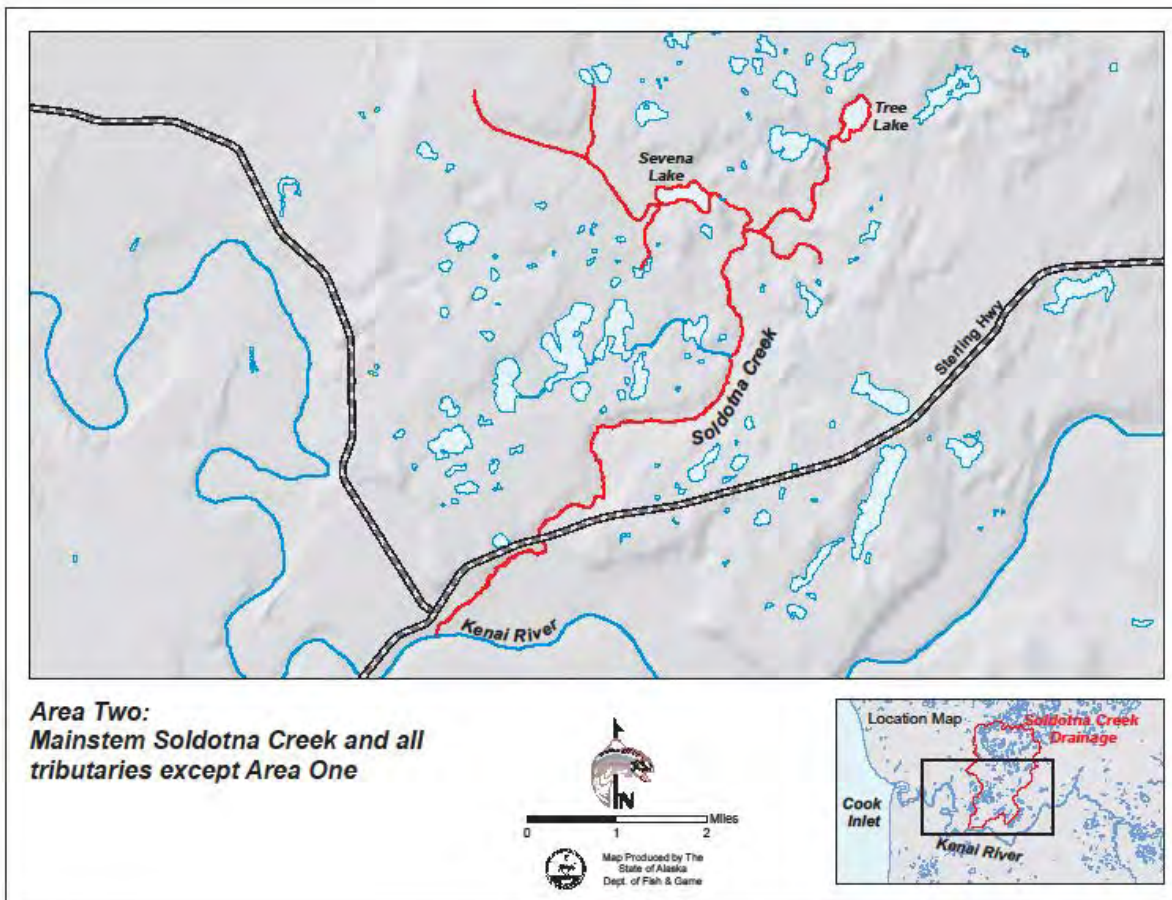 Tree
Lake
Sevena
Lake
Sterling Hwy
Soldotna Creek
Kenai River
Area Two:
Mainstem Soldotna Creek and all
tributaries except Area One
N
Miles
0 1 2
Map Produced by The
State of Alaska
Dept. of Fish & Game
Location Map
Soldotna Creek
Drainage
Cook
Inlet
Kenai River